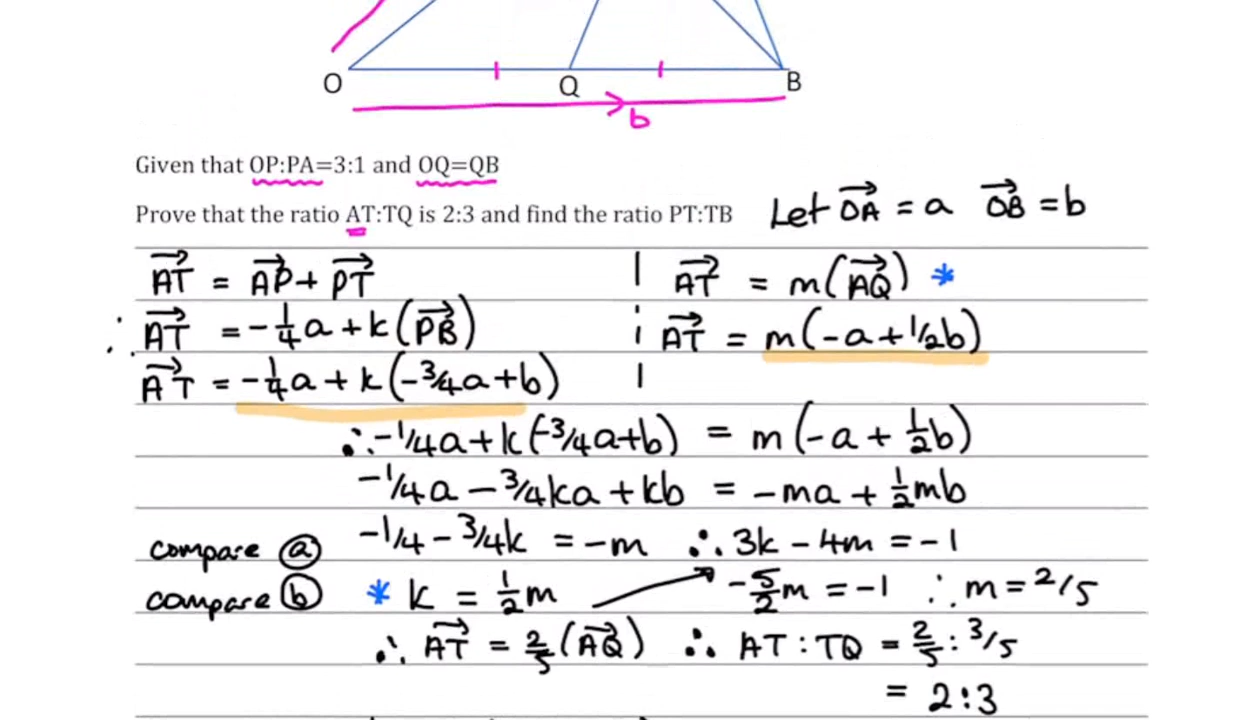 O Q B
b
Given that OP:PA=3:1 and OQ=QB
Prove that the ratio AT:TQ is 2:3 and find the ratio PT:TB
Let OA⃗ = a OB⃗ = b
AT⃗ = AP⃗ + PT⃗
AT⃗ = m(AQ⃗) *
∴ AT⃗ = -1/4a + k(PB⃗)
AT⃗ = m(-a + 1/2b)
AT⃗ = -1/4a + k(-3/4a+b)
∴ -1/4a + k(-3/4a+b) = m(-a + 1/2b)
-1/4a - 3/4ka + kb = -ma + 1/2mb
compare ⓐ -1/4 - 3/4k = -m ∴ 3k - 4m = -1
compare ⓑ * k = 1/2m -5/2m = -1 ∴ m = 2/5
∴ AT⃗ = 2/5(AQ⃗) ∴ AT : TQ = 2/5 : 3/5
= 2:3